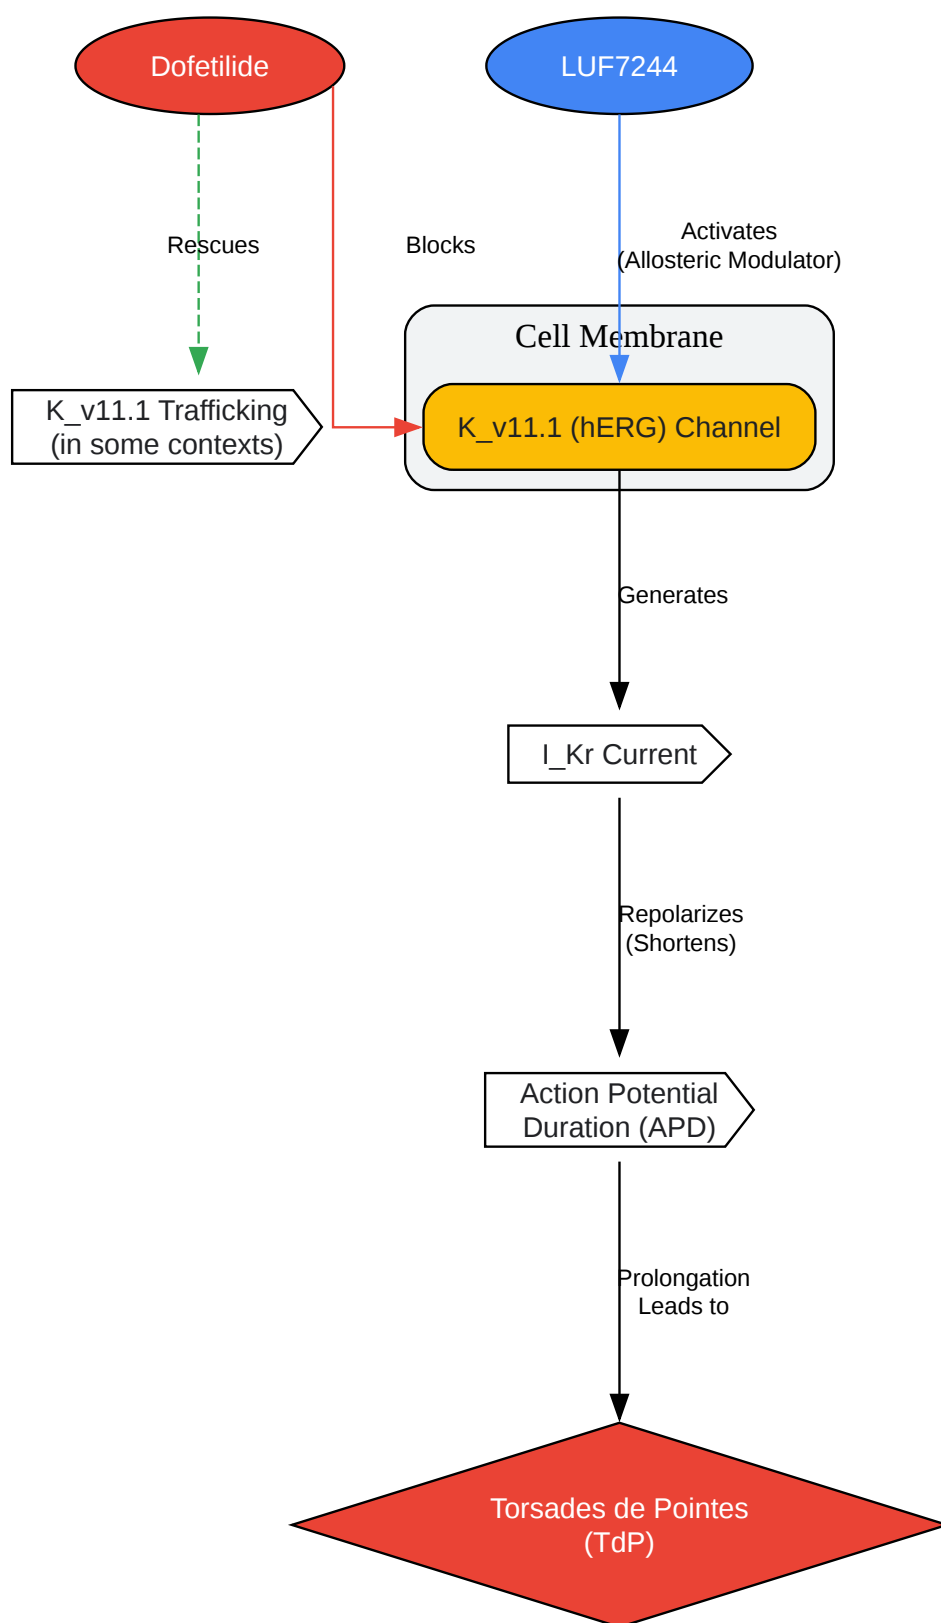 Dofetilide
LUF7244
Rescues
Blocks
Activates
(Allosteric Modulator)
Cell Membrane
K_v11.1 Trafficking
(in some contexts)
K_v11.1 (hERG) Channel
Generates
I_Kr Current
Repolarizes
(Shortens)
Action Potential
Duration (APD)
Prolongation
Leads to
Torsades de Pointes
(TdP)